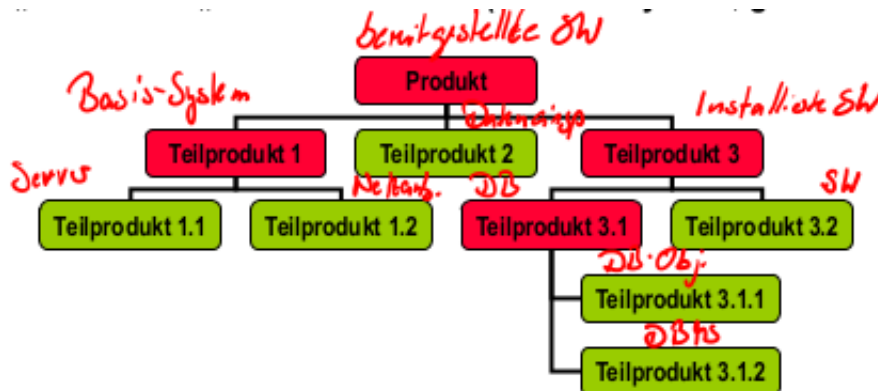 bereitgestellte SW
Produkt
Basis-System
Installierte SW
Teilprodukt 1
Teilprodukt 2
Teilprodukt 3
Server
DB
SW
Teilprodukt 1.1
Teilprodukt 1.2
Teilprodukt 3.1
Teilprodukt 3.2
DB-Obj.
Teilprodukt 3.1.1
DBMS
Teilprodukt 3.1.2